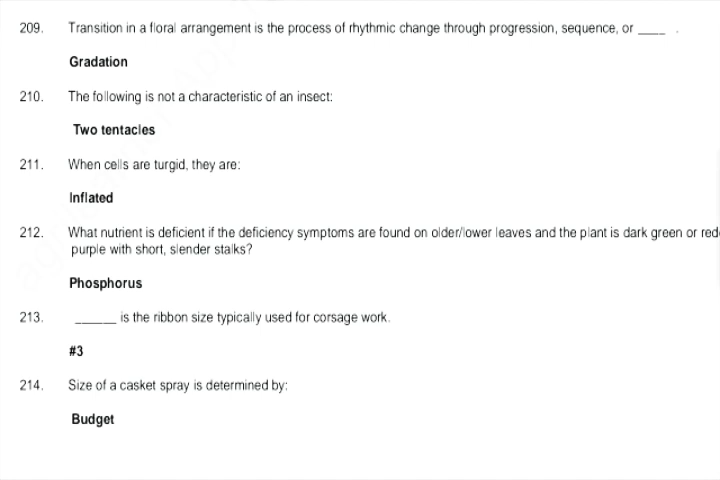 209. Transition in a floral arrangement is the process of rhythmic change through progression, sequence, or ____ .
Gradation
210. The following is not a characteristic of an insect:
Two tentacles
211. When cells are turgid, they are:
Inflated
212. What nutrient is deficient if the deficiency symptoms are found on older/lower leaves and the plant is dark green or red
purple with short, slender stalks?
Phosphorus
213. ______ is the ribbon size typically used for corsage work.
#3
214. Size of a casket spray is determined by:
Budget